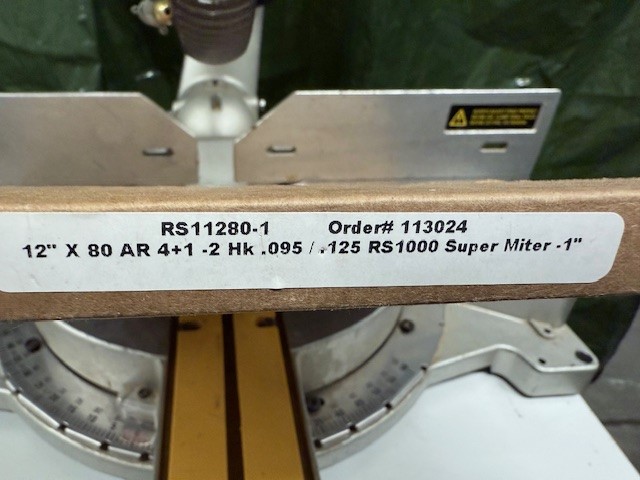 RS11280-1 Order# 113024
12" X 80 AR 4+1 -2 Hk .095 / .125 RS1000 Super Miter -1"